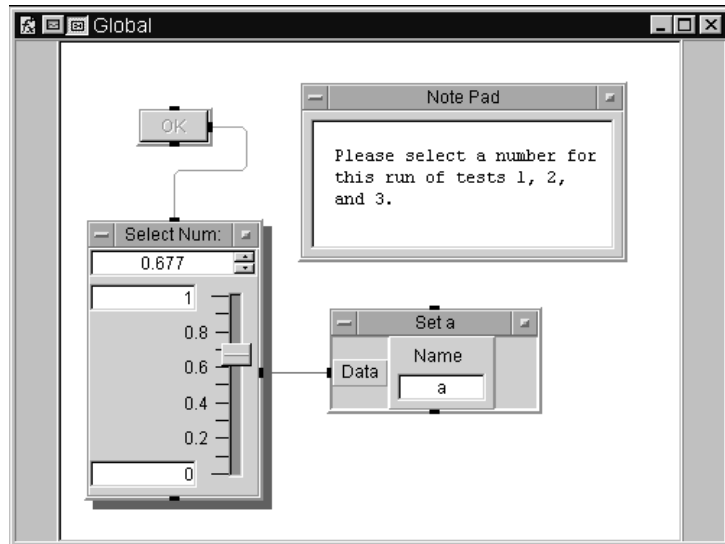 Global
OK
Note Pad
Please select a number for
this run of tests 1, 2,
and 3.
Select Num:
0.677
1
0.8
0.6
0.4
0.2
0
Set a
Data
Name
a